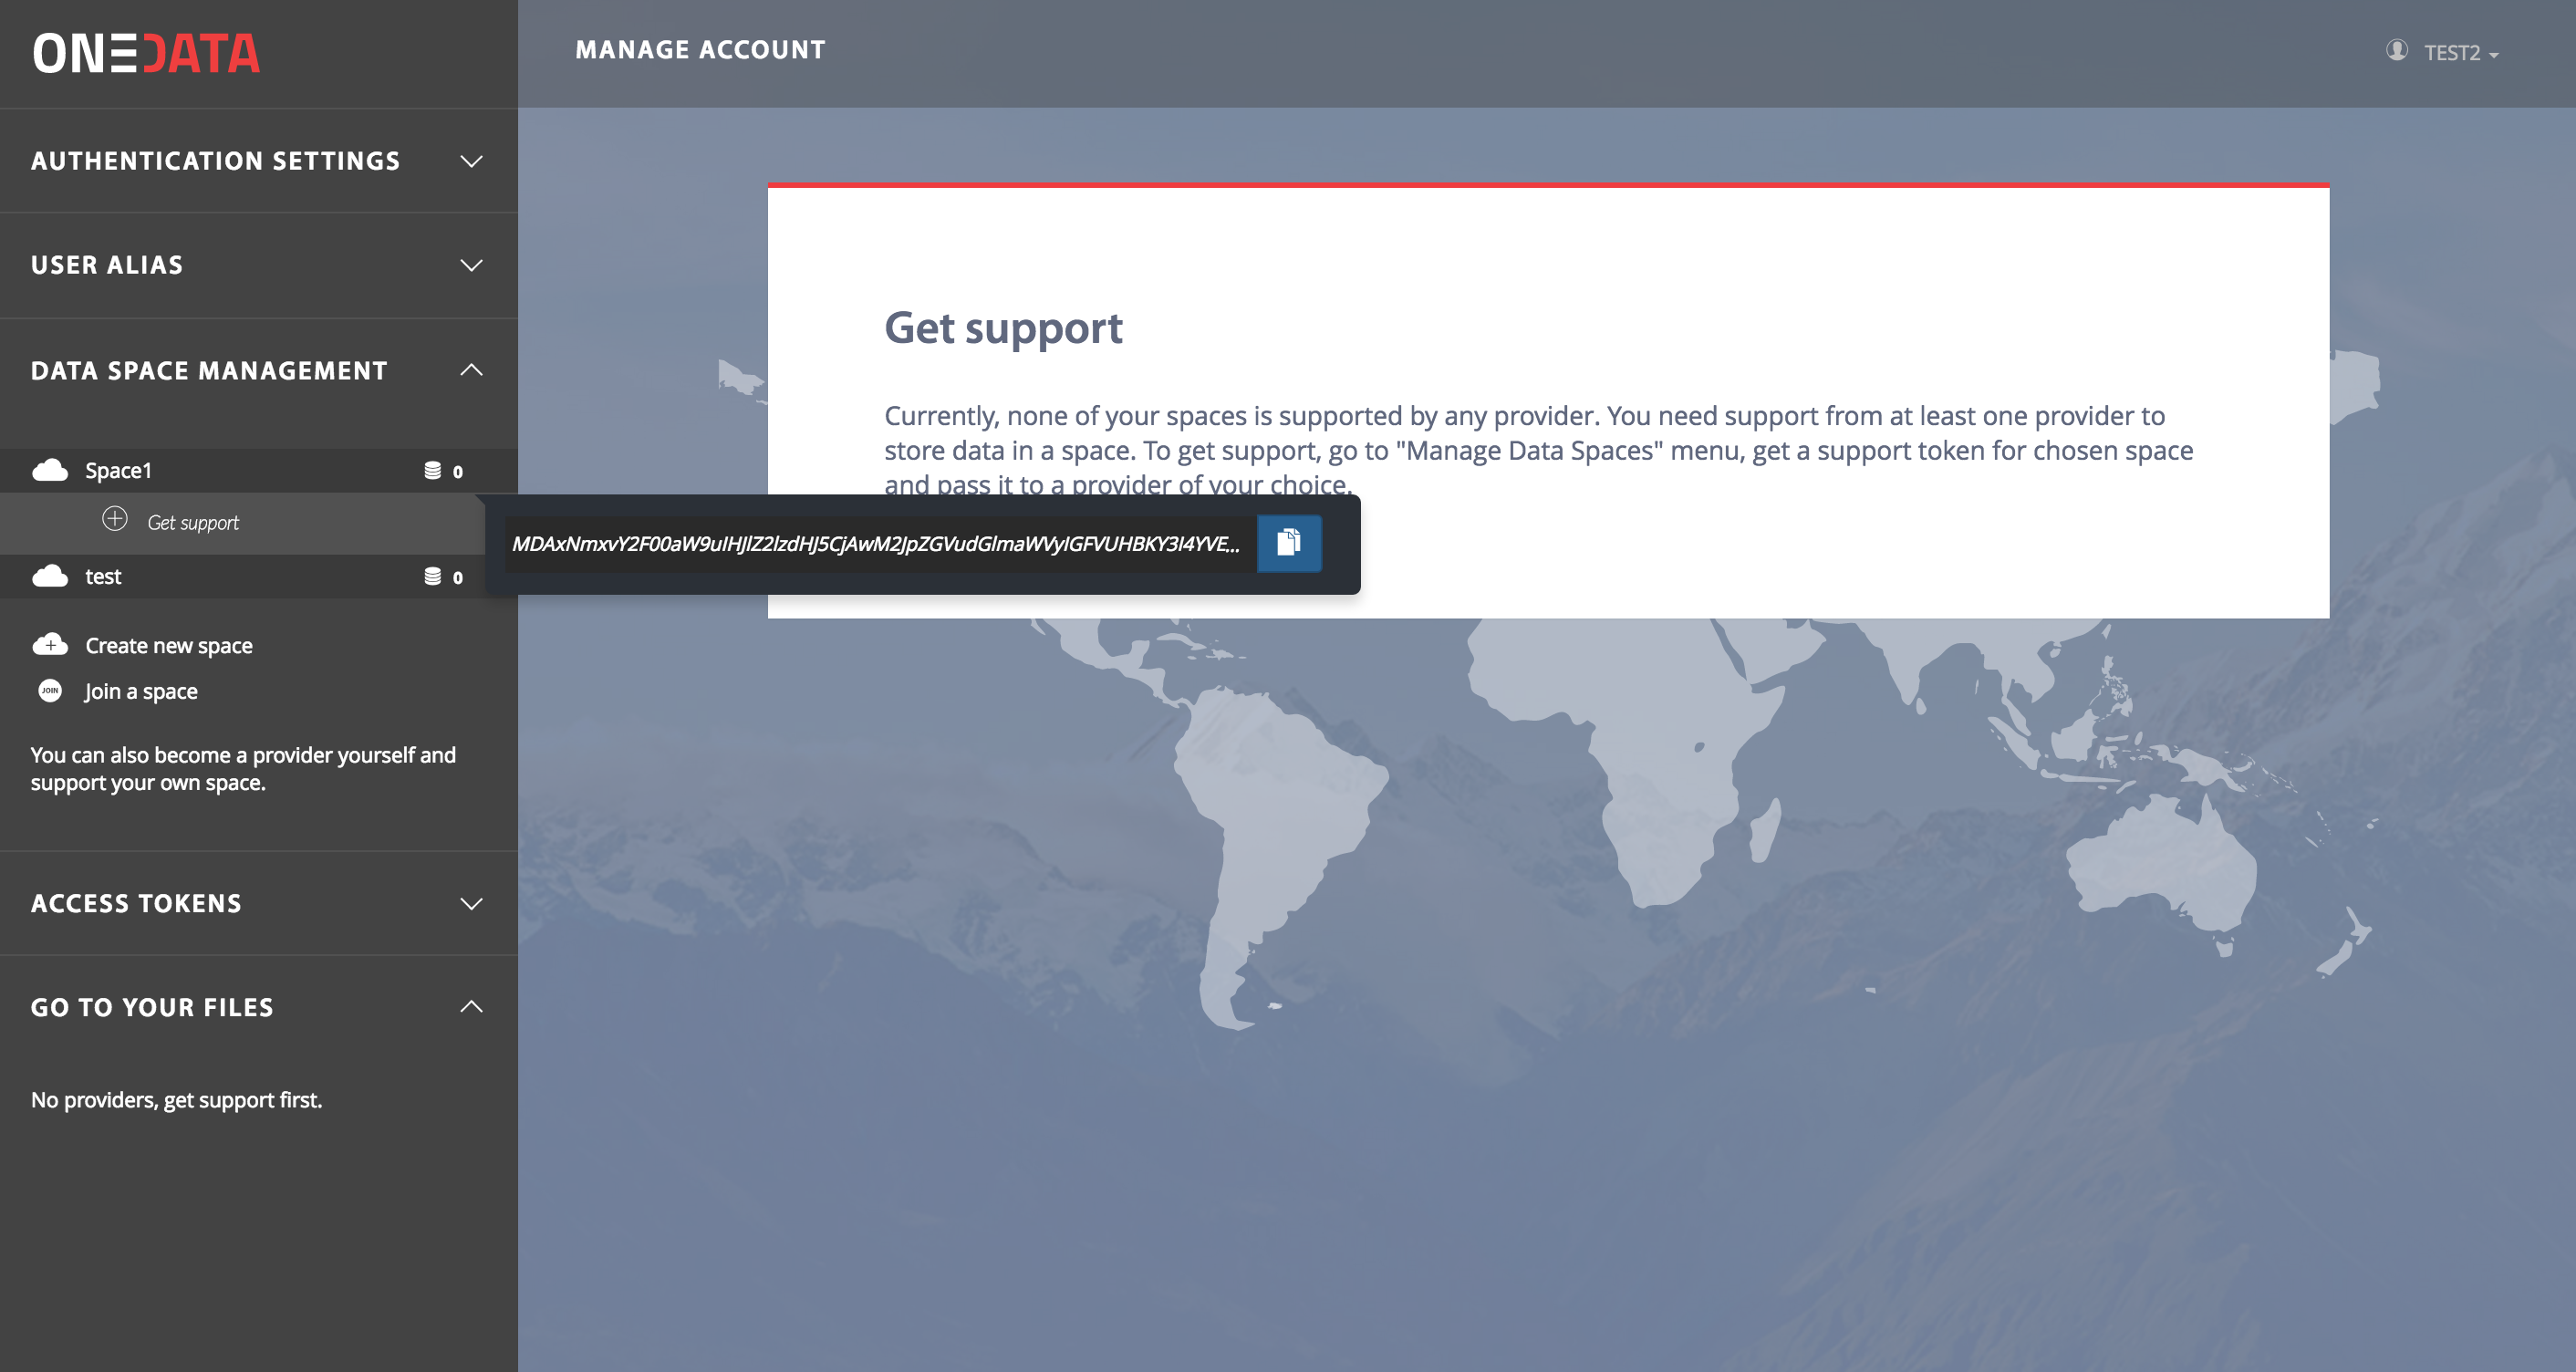 ONEDATA
MANAGE ACCOUNT
TEST2
AUTHENTICATION SETTINGS
USER ALIAS
DATA SPACE MANAGEMENT
Space1 0
Get support
test 0
Create new space
JOIN Join a space
You can also become a provider yourself and
support your own space.
ACCESS TOKENS
GO TO YOUR FILES
No providers, get support first.
Get support
Currently, none of your spaces is supported by any provider. You need support from at least one provider to
store data in a space. To get support, go to "Manage Data Spaces" menu, get a support token for chosen space
and pass it to a provider of your choice.